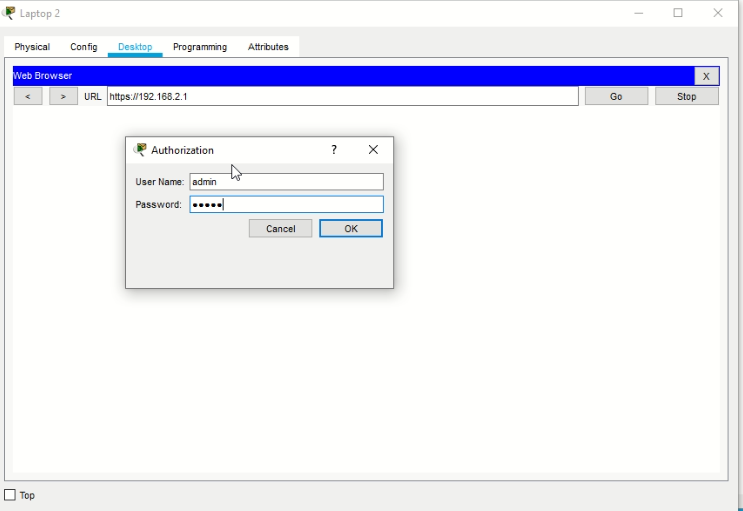 Laptop 2
Physical Config Desktop Programming Attributes
Web Browser X
< > URL https://192.168.2.1 Go Stop
Authorization ?
User Name: admin
Password: •••••
Cancel OK
Top